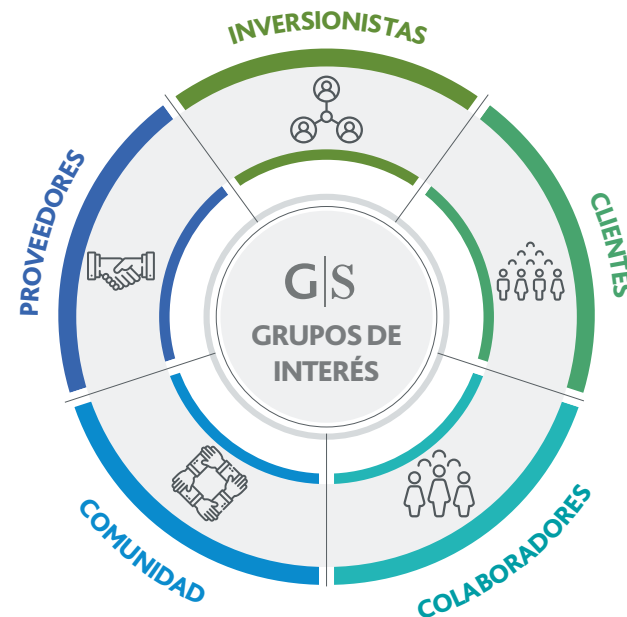 INVERSIONISTAS
CLIENTES
COLABORADORES
COMUNIDAD
PROVEEDORES
G|S
GRUPOS DE
INTERÉS